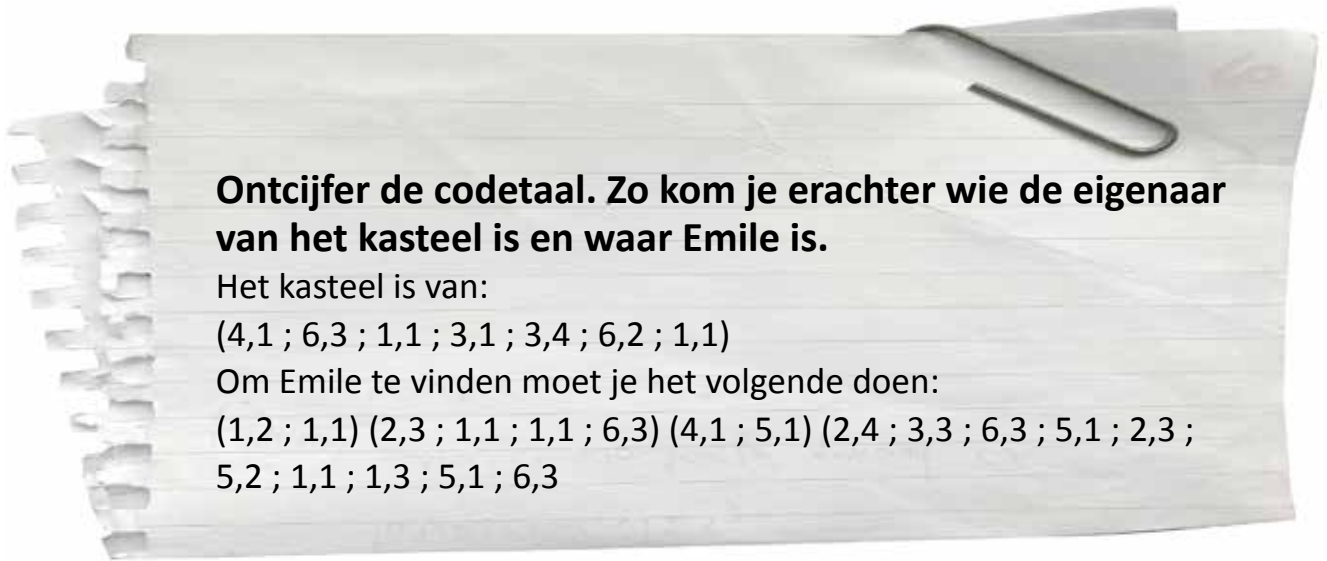 Ontcijfer de codetaal. Zo kom je erachter wie de eigenaar
van het kasteel is en waar Emile is.
Het kasteel is van:
(4,1 ; 6,3 ; 1,1 ; 3,1 ; 3,4 ; 6,2 ; 1,1)
Om Emile te vinden moet je het volgende doen:
(1,2 ; 1,1) (2,3 ; 1,1 ; 1,1 ; 6,3) (4,1 ; 5,1) (2,4 ; 3,3 ; 6,3 ; 5,1 ; 2,3 ;
5,2 ; 1,1 ; 1,3 ; 5,1 ; 6,3